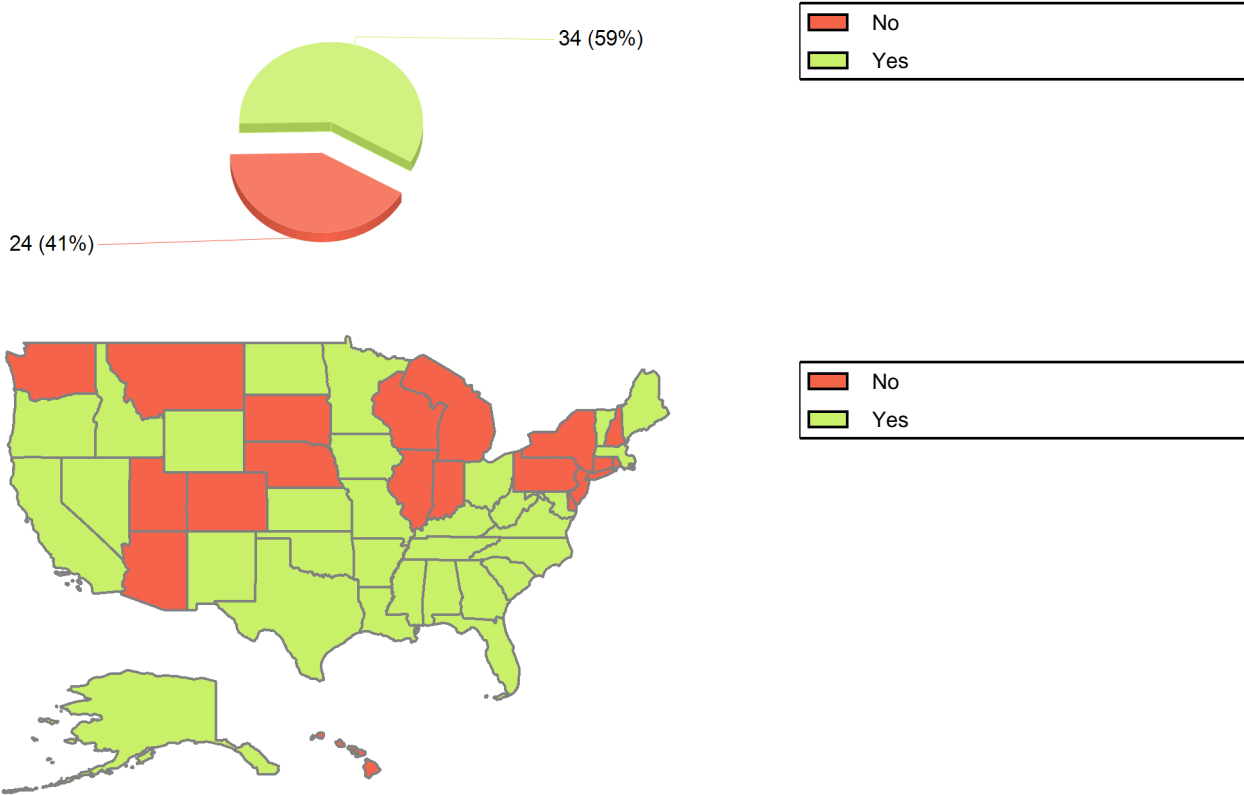 No
Yes
34 (59%)
24 (41%)
No
Yes